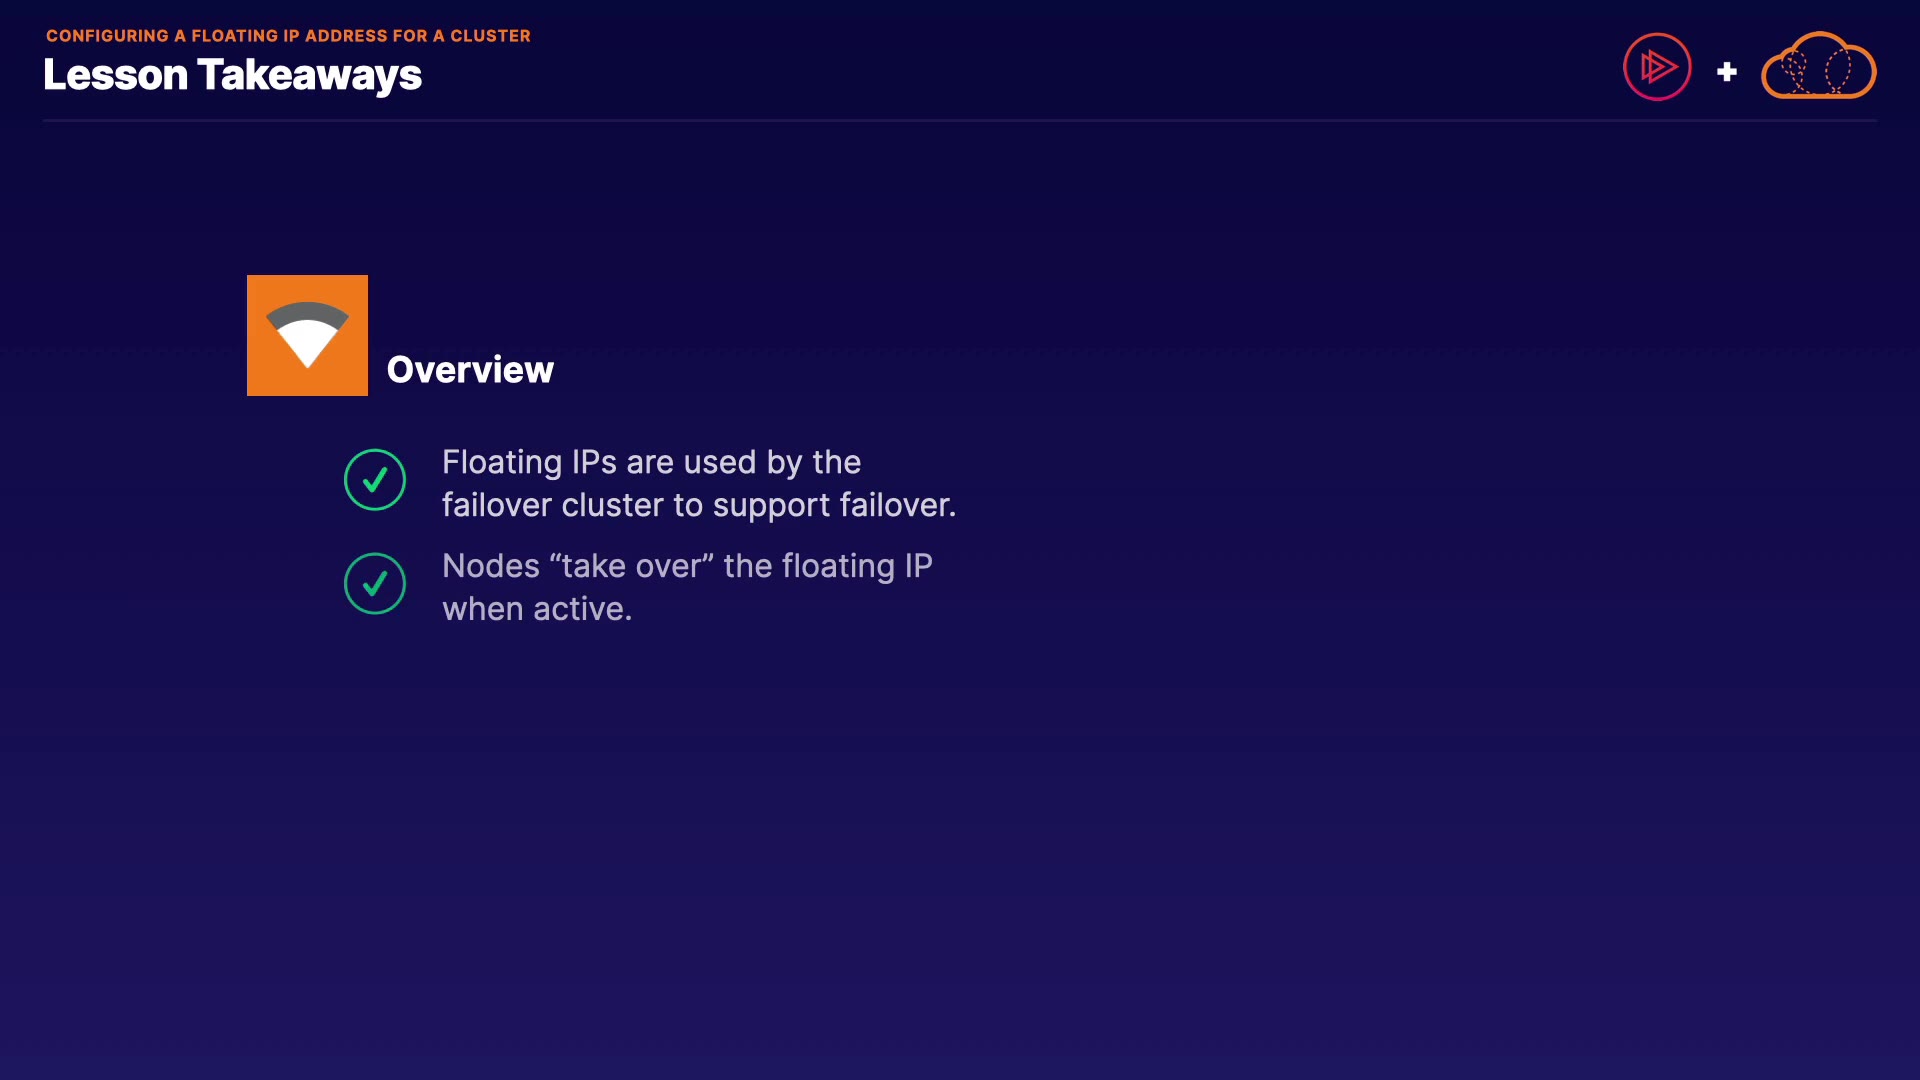 CONFIGURING A FLOATING IP ADDRESS FOR A CLUSTER
Lesson Takeaways
Overview
Floating IPs are used by the
failover cluster to support failover.
Nodes “take over” the floating IP
when active.